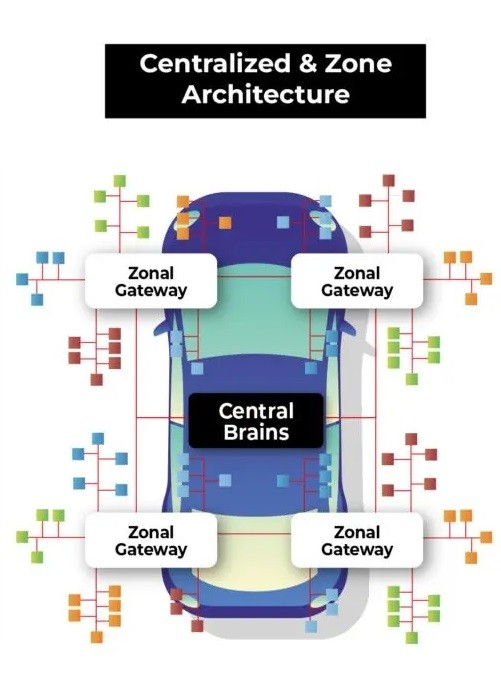 Centralized & Zone
Architecture
Zonal
Gateway
Zonal
Gateway
Central
Brains
Zonal
Gateway
Zonal
Gateway